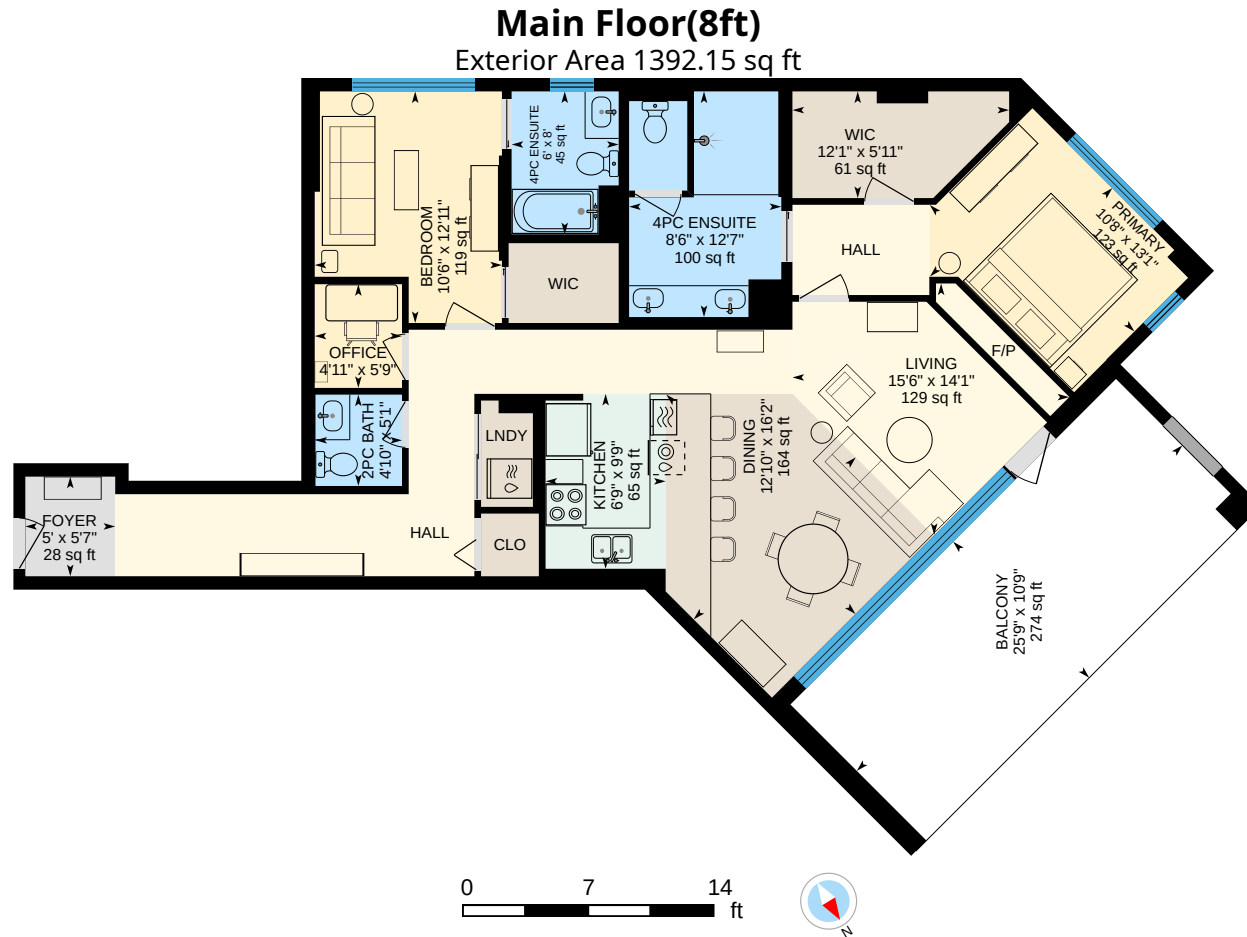 Main Floor(8ft)
Exterior Area 1392.15 sq ft
BEDROOM
10'6" x 12'11"
119 sq ft
4PC ENSUITE
6' x 8'
45 sq ft
4PC ENSUITE
8'6" x 12'7"
100 sq ft
WIC
12'1" x 5'11"
61 sq ft
PRIMARY
10'8" x 13'1"
123 sq ft
HALL
WIC
OFFICE
4'11" x 5'9"
F/P
LIVING
15'6" x 14'1"
129 sq ft
2PC BATH
4'10" x 5'1"
LNDY
KITCHEN
6'9" x 9'9"
65 sq ft
DINING
12'10" x 16'2"
164 sq ft
FOYER
5' x 5'7"
28 sq ft
HALL
CLO
BALCONY
25'9" x 10'9"
274 sq ft
0 7 14
ft
N